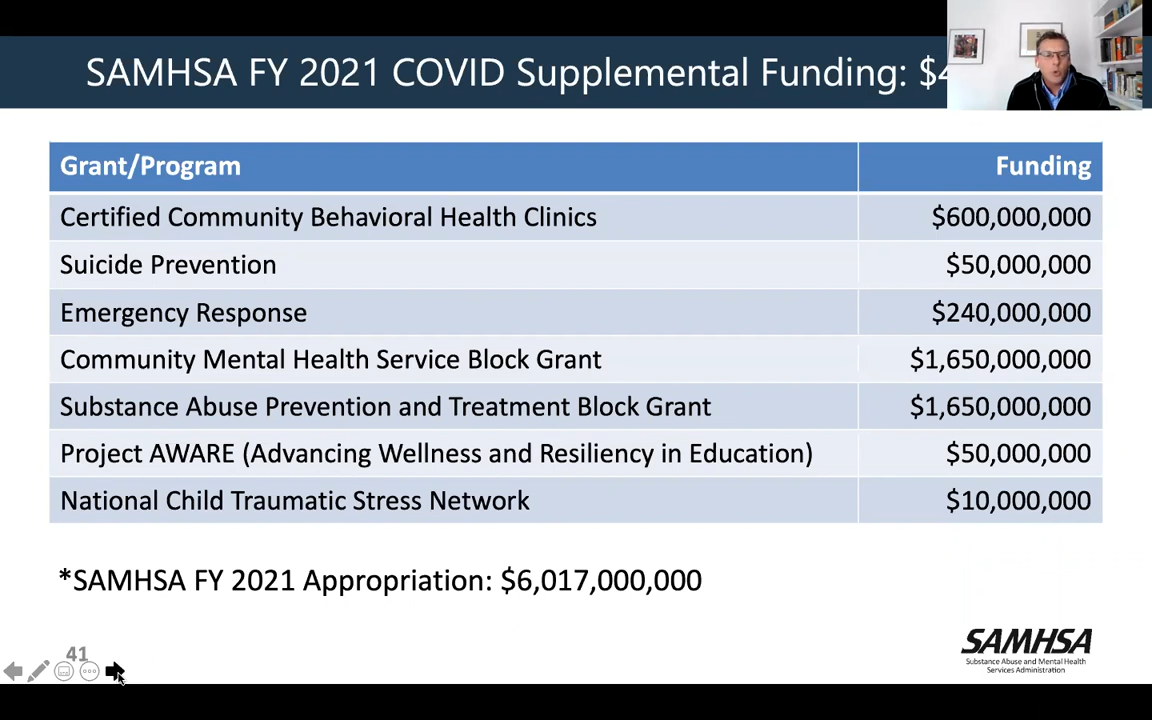 SAMHSA FY 2021 COVID Supplemental Funding: $4
Grant/Program Funding
Certified Community Behavioral Health Clinics $600,000,000
Suicide Prevention $50,000,000
Emergency Response $240,000,000
Community Mental Health Service Block Grant $1,650,000,000
Substance Abuse Prevention and Treatment Block Grant $1,650,000,000
Project AWARE (Advancing Wellness and Resiliency in Education) $50,000,000
National Child Traumatic Stress Network $10,000,000
*SAMHSA FY 2021 Appropriation: $6,017,000,000
41
SAMHSA
Substance Abuse and Mental Health
Services Administration